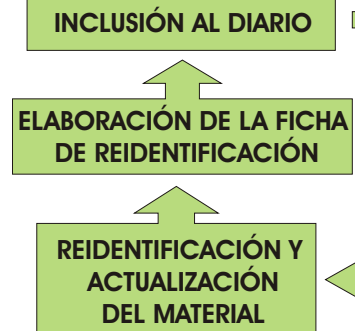 INCLUSIÓN AL DIARIO
ELABORACIÓN DE LA FICHA
DE REIDENTIFICACIÓN
REIDENTIFICACIÓN Y
ACTUALIZACIÓN
DEL MATERIAL